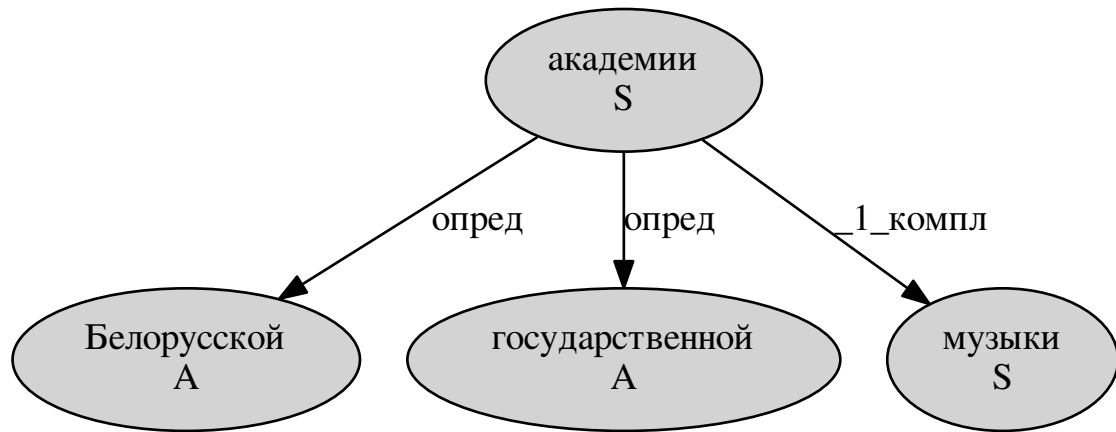 академии
S
опред
опред
_1_компл
Белорусской
A
государственной
A
музыки
S